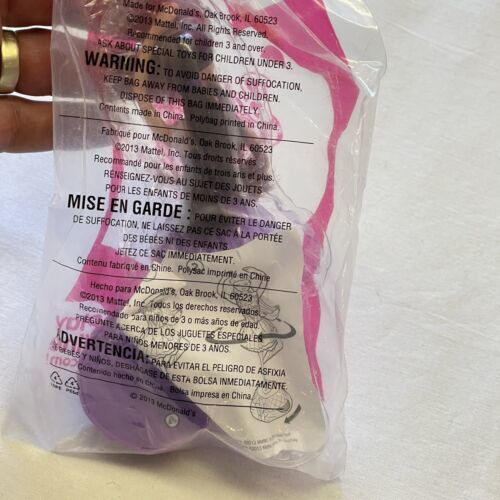 Made for McDonald's, Oak Brook, IL 60523
©2013 Mattel, Inc. All Rights Reserved.
Recommended for children 3 and over.
ASK ABOUT SPECIAL TOYS FOR CHILDREN UNDER 3.
WARNING: TO AVOID DANGER OF SUFFOCATION,
KEEP BAG AWAY FROM BABIES AND CHILDREN.
DISPOSE OF THIS BAG IMMEDIATELY.
Contents made in China. Polybag printed in China.
Fabriqué pour McDonald's, Oak Brook, IL 60523
©2013 Mattel, Inc. Tous droits réservés
Recommandé pour les enfants de trois ans et plus.
RENSEIGNEZ-VOUS AU SUJET DES JOUETS
POUR LES ENFANTS DE MOINS DE 3 ANS.
MISE EN GARDE : POUR ÉVITER LE DANGER
DE SUFFOCATION, NE LAISSEZ PAS CE SAC À LA PORTÉE
DES BÉBÉS NI DES ENFANTS.
JETEZ CE SAC IMMÉDIATEMENT.
Contenu fabriqué en Chine. Polysac imprimé en Chine
Hecho para McDonald's, Oak Brook, IL 60523
©2013 Mattel, Inc. Todos los derechos reservados.
Recomendado para niños de 3 o más años de edad
PREGUNTE ACERCA DE LOS JUGUETES ESPECIALES
PARA NIÑOS MENORES DE 3 AÑOS.
ADVERTENCIA: PARA EVITAR EL PELIGRO DE ASFIXIA
BEBÉS Y NIÑOS, DESHÁGASE DE ESTA BOLSA INMEDIATAMENTE.
Contenido hecho en China. Bolsa impresa en China.
© 2013 McDonald's